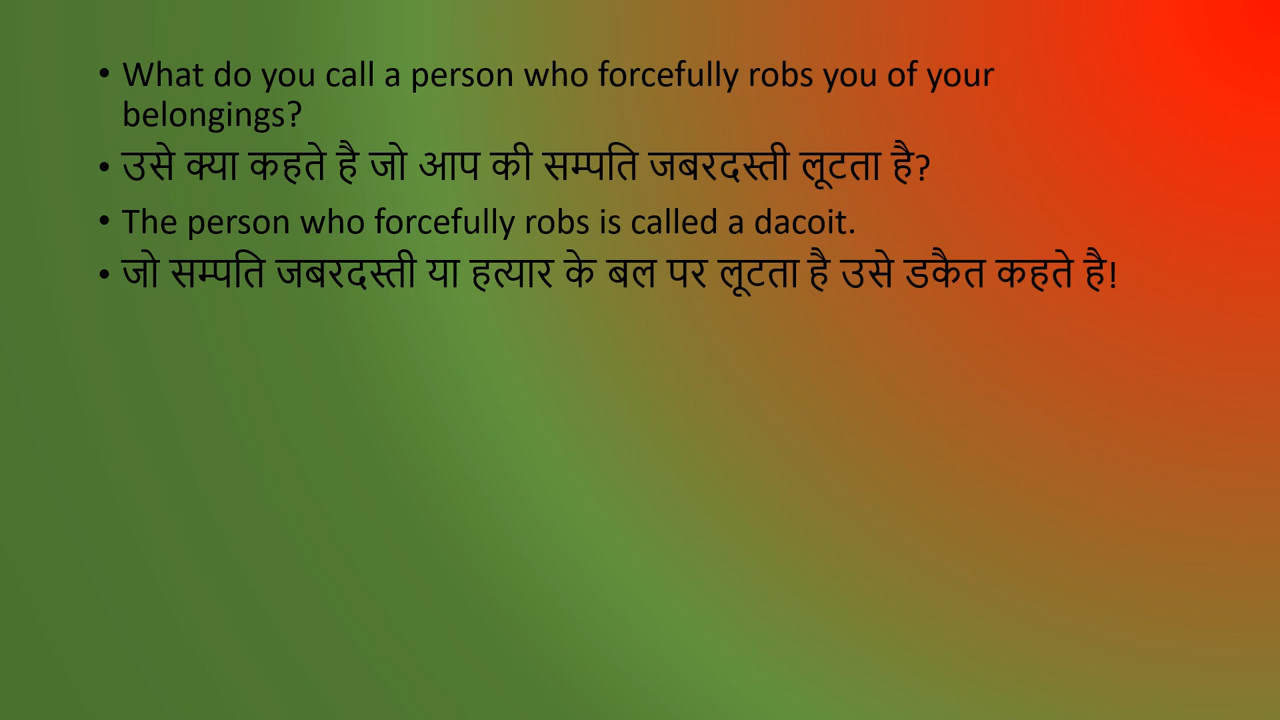 • What do you call a person who forcefully robs you of your
belongings?
• उसे क्या कहते है जो आप की सम्पति जबरदस्ती लूटता है?
• The person who forcefully robs is called a dacoit.
• जो सम्पति जबरदस्ती या हत्यार के बल पर लूटता है उसे डकैत कहते है!